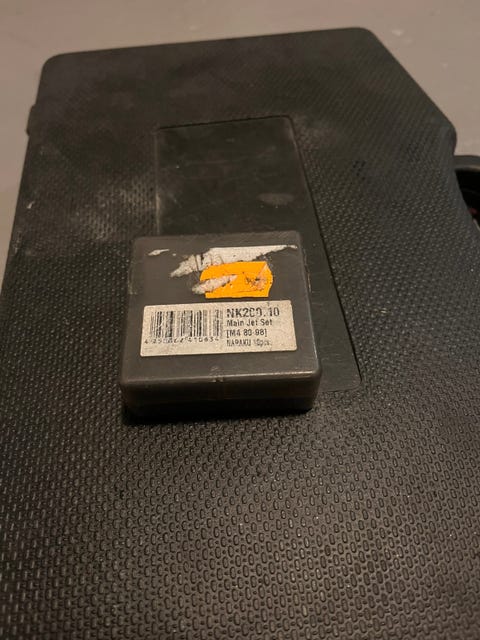 NK200.10
Main Jet Set
[M4 80-98]
NARAKU 10pcs.